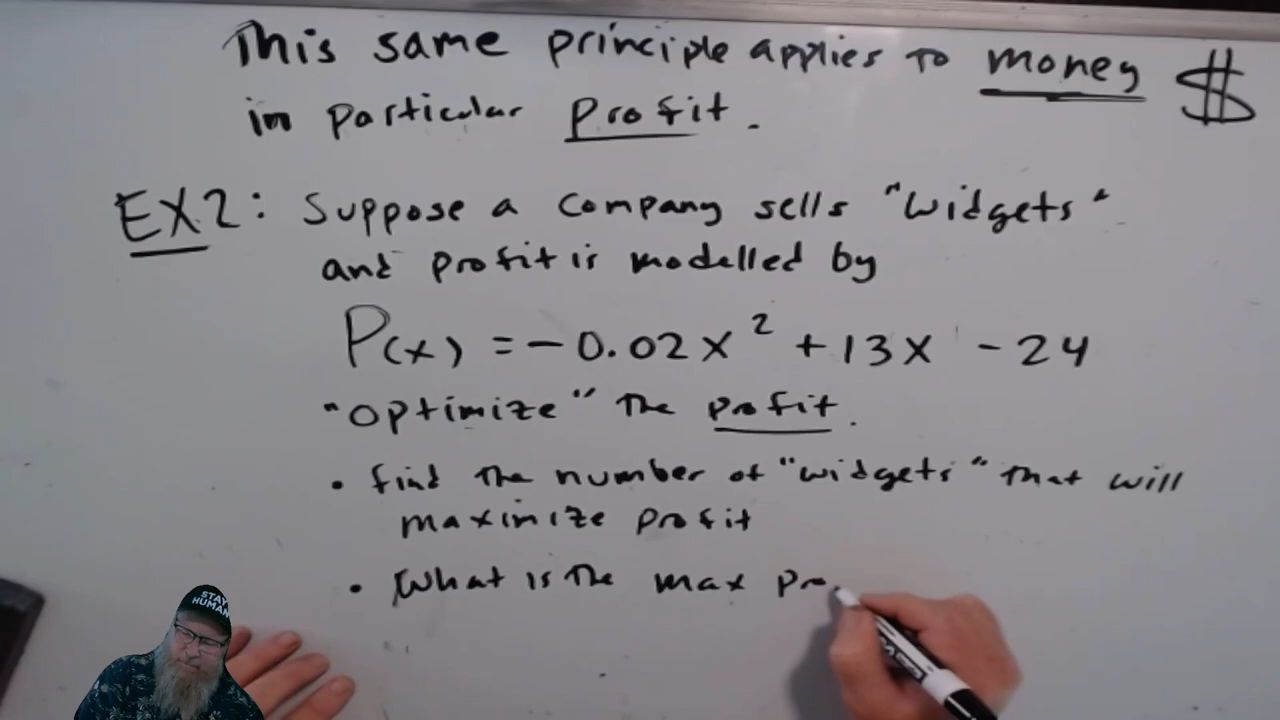 This same principle applies to money $
in particular Profit.
EX2: Suppose a company sells "widgets"
and profit is modelled by
P(x) = -0.02x² + 13x - 24
"optimize" the profit.
• find the number of "widgets" that will
maximize profit
• What is the max pro
STAY
HUMAN